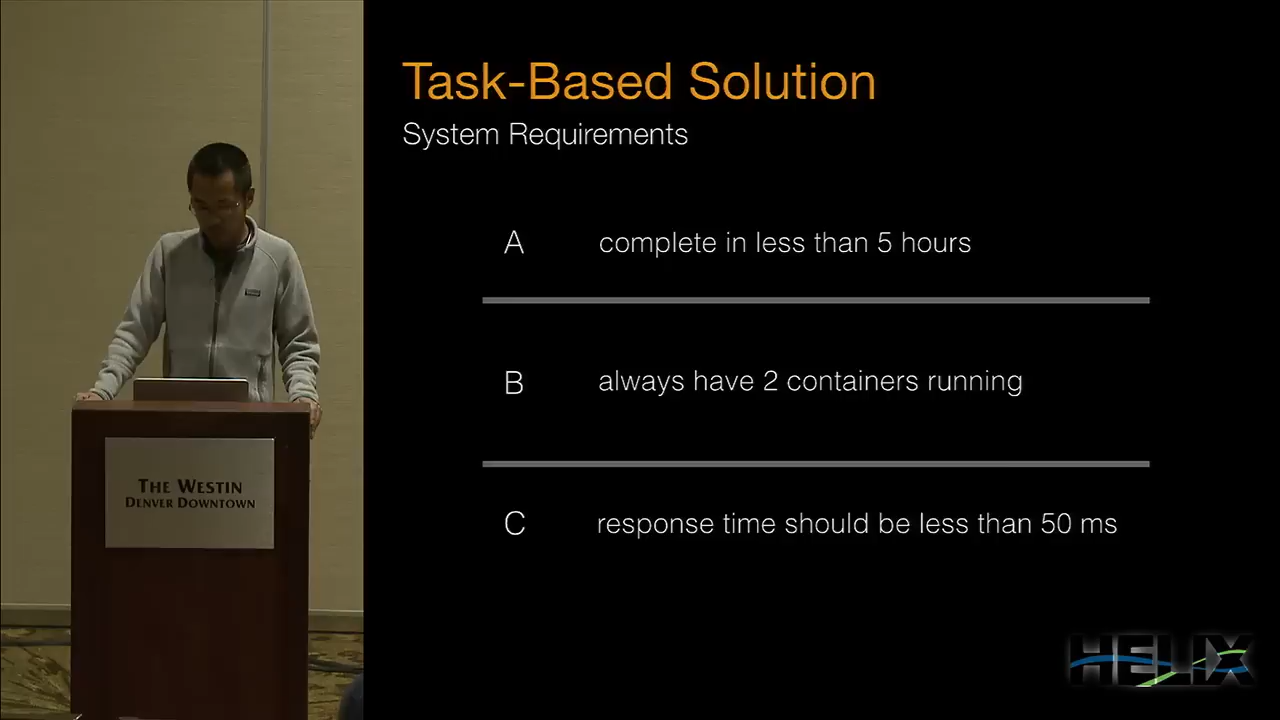 Task-Based Solution
System Requirements
A complete in less than 5 hours
B always have 2 containers running
C response time should be less than 50 ms
HELIX
THE WESTIN
DENVER DOWNTOWN